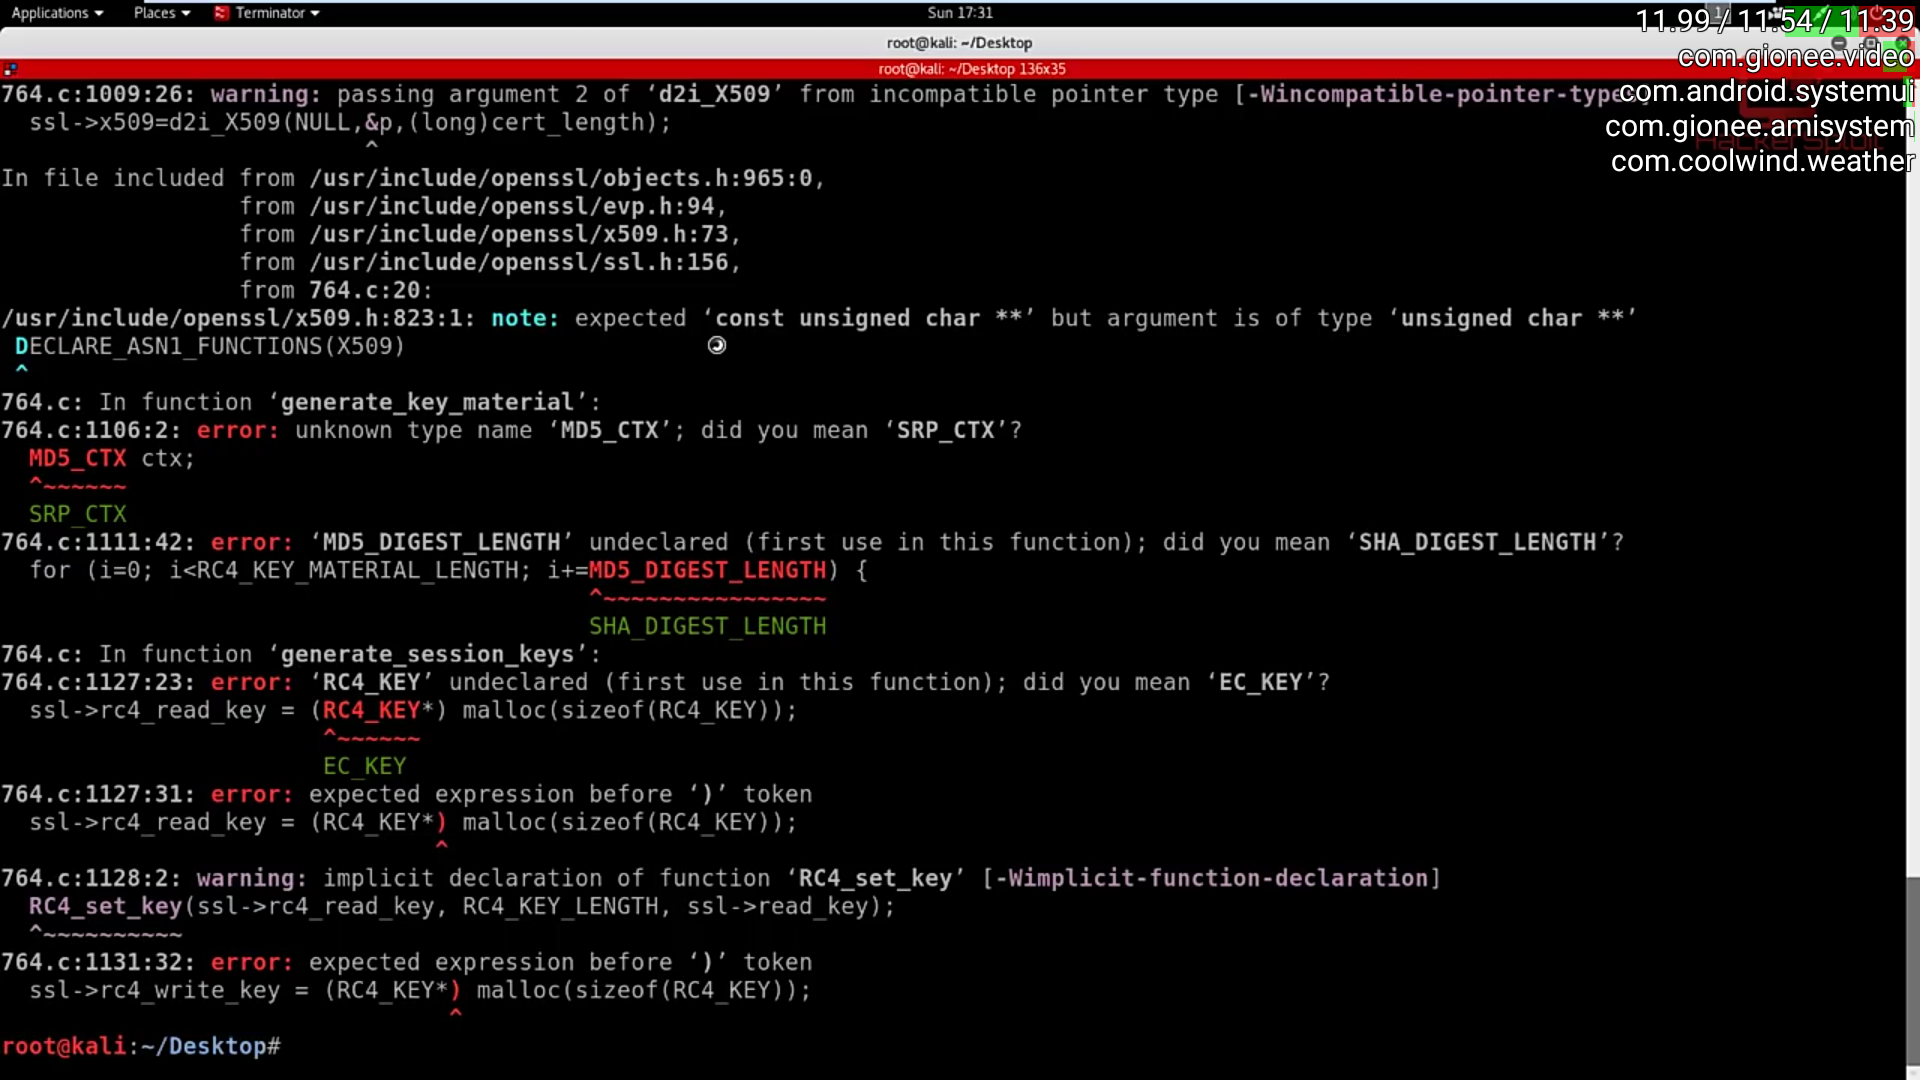 Applications Places Terminator Sun 17:31 1
11.99 / 11.54 / 11.39
root@kali: ~/Desktop
com.gionee.video
root@kali: ~/Desktop 136x35
com.android.systemui
com.gionee.amisystem
HackerSploit
com.coolwind.weather
764.c:1009:26: warning: passing argument 2 of ‘d2i_X509’ from incompatible pointer type [-Wincompatible-pointer-types]
ssl->x509=d2i_X509(NULL,&p,(long)cert_length);
^
In file included from /usr/include/openssl/objects.h:965:0,
from /usr/include/openssl/evp.h:94,
from /usr/include/openssl/x509.h:73,
from /usr/include/openssl/ssl.h:156,
from 764.c:20:
/usr/include/openssl/x509.h:823:1: note: expected ‘const unsigned char **’ but argument is of type ‘unsigned char **’
DECLARE_ASN1_FUNCTIONS(X509)
^
764.c: In function ‘generate_key_material’:
764.c:1106:2: error: unknown type name ‘MD5_CTX’; did you mean ‘SRP_CTX’?
MD5_CTX ctx;
^~~~~~~
SRP_CTX
764.c:1111:42: error: ‘MD5_DIGEST_LENGTH’ undeclared (first use in this function); did you mean ‘SHA_DIGEST_LENGTH’?
for (i=0; i<RC4_KEY_MATERIAL_LENGTH; i+=MD5_DIGEST_LENGTH) {
^~~~~~~~~~~~~~~~~
SHA_DIGEST_LENGTH
764.c: In function ‘generate_session_keys’:
764.c:1127:23: error: ‘RC4_KEY’ undeclared (first use in this function); did you mean ‘EC_KEY’?
ssl->rc4_read_key = (RC4_KEY*) malloc(sizeof(RC4_KEY));
^~~~~~~
EC_KEY
764.c:1127:31: error: expected expression before ‘)’ token
ssl->rc4_read_key = (RC4_KEY*) malloc(sizeof(RC4_KEY));
^
764.c:1128:2: warning: implicit declaration of function ‘RC4_set_key’ [-Wimplicit-function-declaration]
RC4_set_key(ssl->rc4_read_key, RC4_KEY_LENGTH, ssl->read_key);
^~~~~~~~~~~
764.c:1131:32: error: expected expression before ‘)’ token
ssl->rc4_write_key = (RC4_KEY*) malloc(sizeof(RC4_KEY));
^
root@kali:~/Desktop#